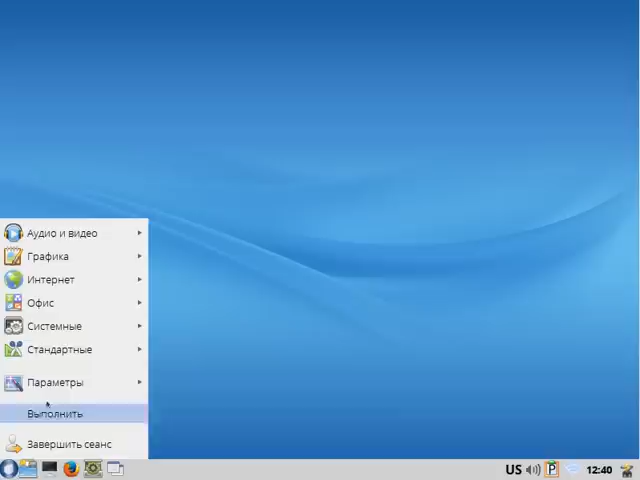 Аудио и видео
Графика
Интернет
Офис
Системные
Стандартные
Параметры
Выполнить
Завершить сеанс
US
P
12:40